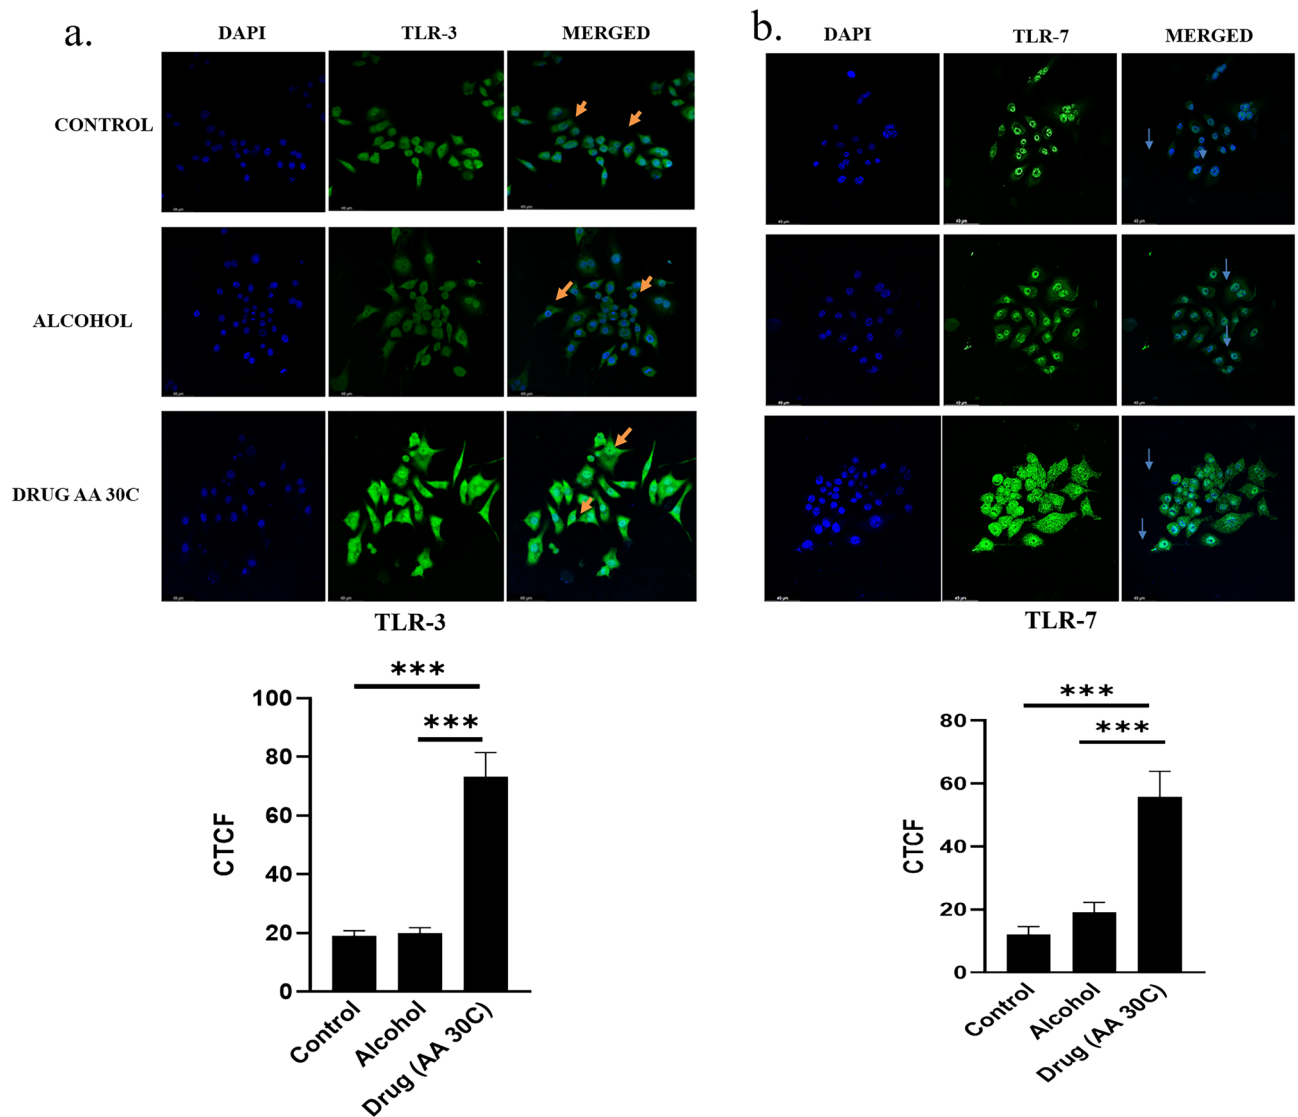 a.
DAPI TLR-3 MERGED
CONTROL
ALCOHOL
DRUG AA 30C
TLR-3
***
***
100
80
60
40
20
0
CTCF
Control
Alcohol
Drug (AA 30C)
b.
DAPI TLR-7 MERGED
TLR-7
***
***
80
60
40
20
0
CTCF
Control
Alcohol
Drug (AA 30C)